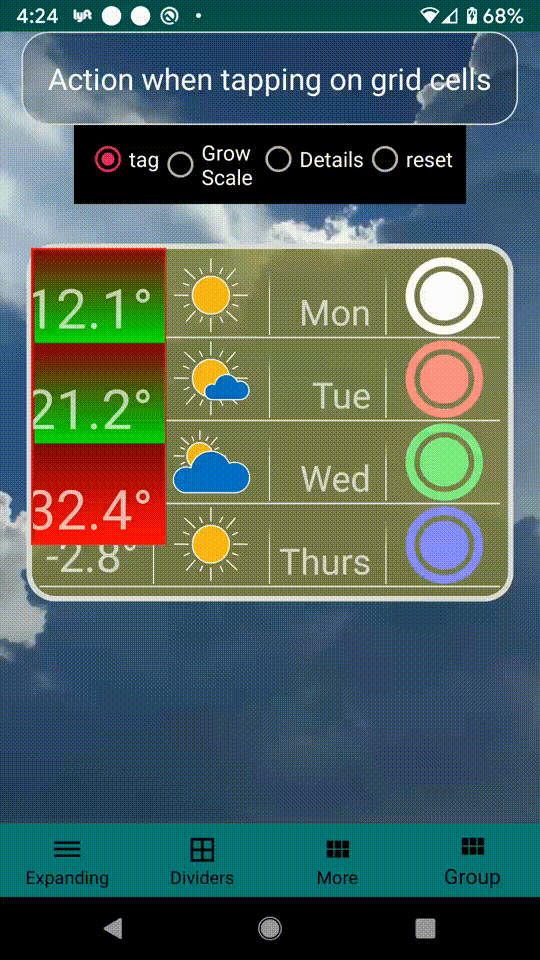 4:24 lyft 68%
Action when tapping on grid cells
tag Grow Scale Details reset
12.1° Mon
21.2° Tue
32.4° Wed
-2.8° Thurs
Expanding Dividers More Group